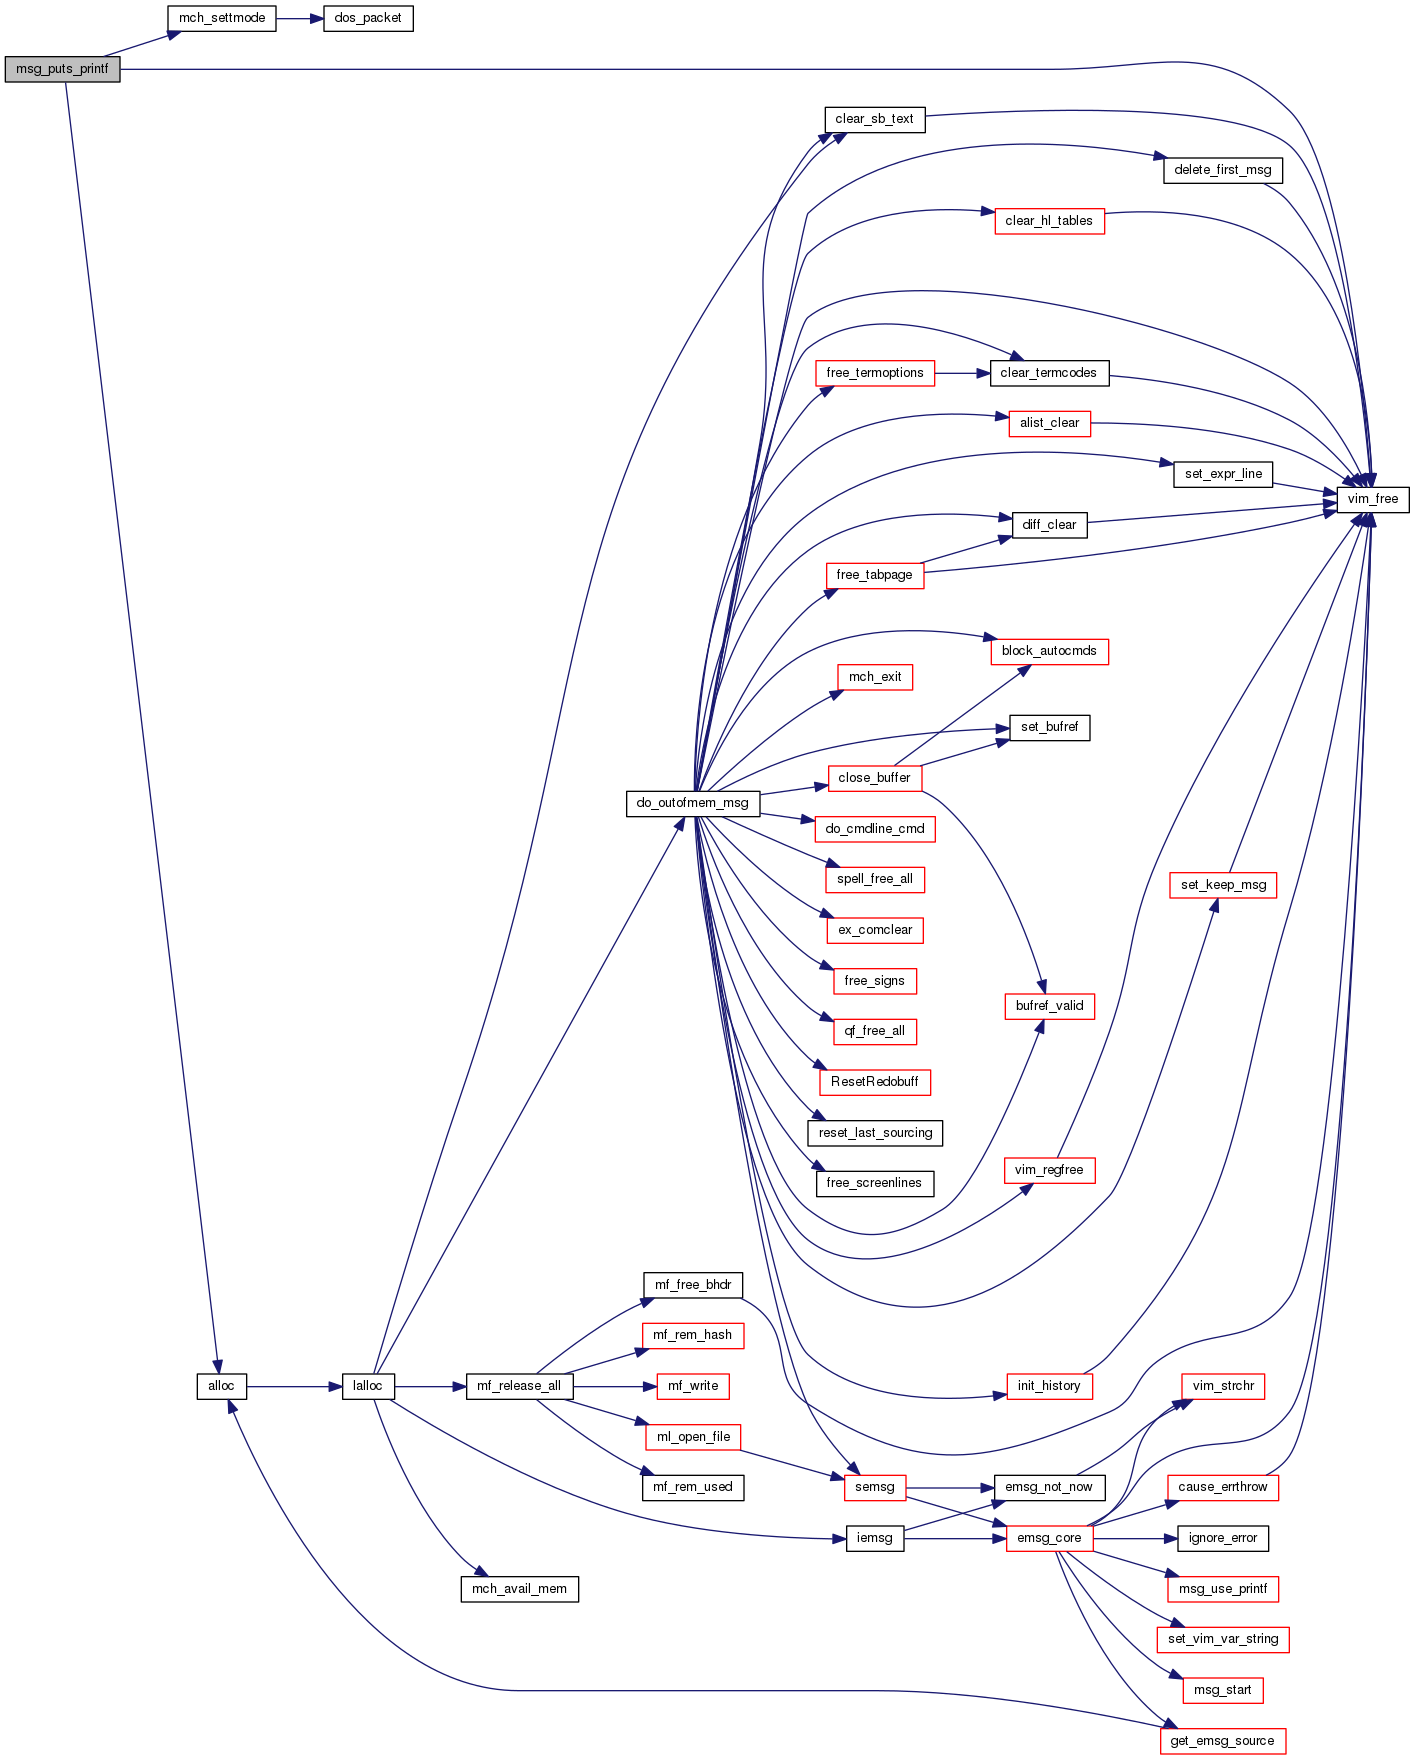 mch_settmode
dos_packet
msg_puts_printf
clear_sb_text
delete_first_msg
clear_hl_tables
free_termoptions
clear_termcodes
alist_clear
set_expr_line
vim_free
diff_clear
free_tabpage
block_autocmds
mch_exit
set_bufref
close_buffer
do_outofmem_msg
do_cmdline_cmd
spell_free_all
set_keep_msg
ex_comclear
free_signs
bufref_valid
qf_free_all
ResetRedobuff
reset_last_sourcing
vim_regfree
free_screenlines
mf_free_bhdr
mf_rem_hash
alloc
lalloc
mf_release_all
mf_write
init_history
vim_strchr
ml_open_file
mf_rem_used
semsg
emsg_not_now
cause_errthrow
iemsg
emsg_core
ignore_error
mch_avail_mem
msg_use_printf
set_vim_var_string
msg_start
get_emsg_source